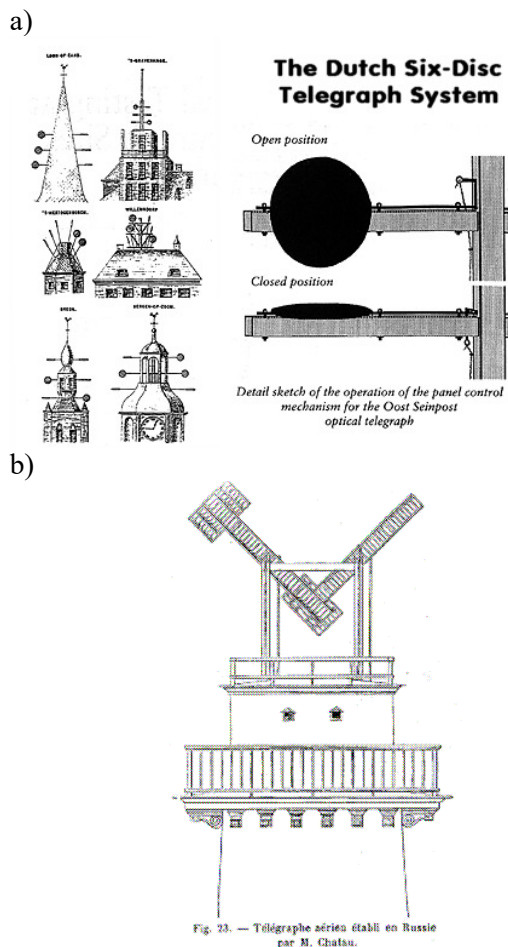 a)
The Dutch Six-Disc
Telegraph System
'S-GRAVENHAGE.
WILLEMSDORP
BREDA.
BERGEN-OP-ZOOM.
Open position
Closed position
Detail sketch of the operation of the panel control
mechanism for the Oost Seinpost
optical telegraph
b)
Fig. 23. — Télégraphe aérien établi en Russie
par M. Chatau.